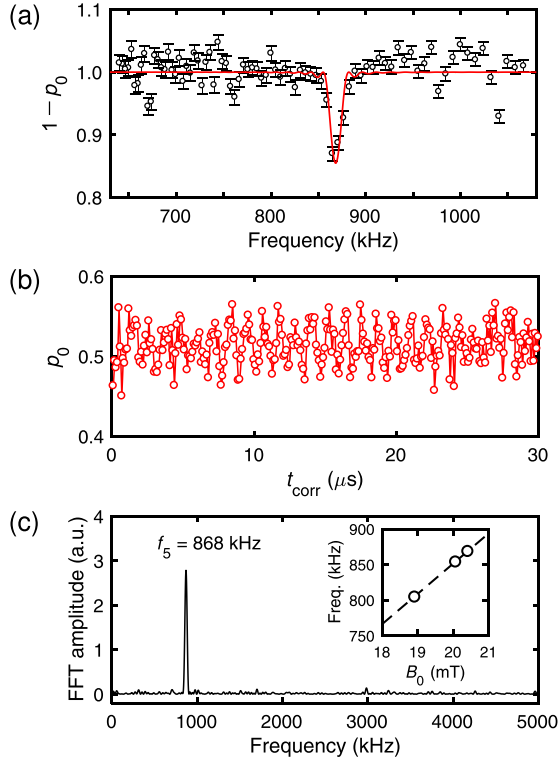 (a)
1.1
1.0
0.9
0.8
1 − p0
700 800 900 1000
Frequency (kHz)
(b)
0.6
0.5
0.4
p0
0 10 20 30
tcorr (μs)
(c)
4
3
2
1
0
FFT amplitude (a.u.)
f5 = 868 kHz
900
850
800
750
Freq. (kHz)
18 19 20 21
B0 (mT)
0 1000 2000 3000 4000 5000
Frequency (kHz)